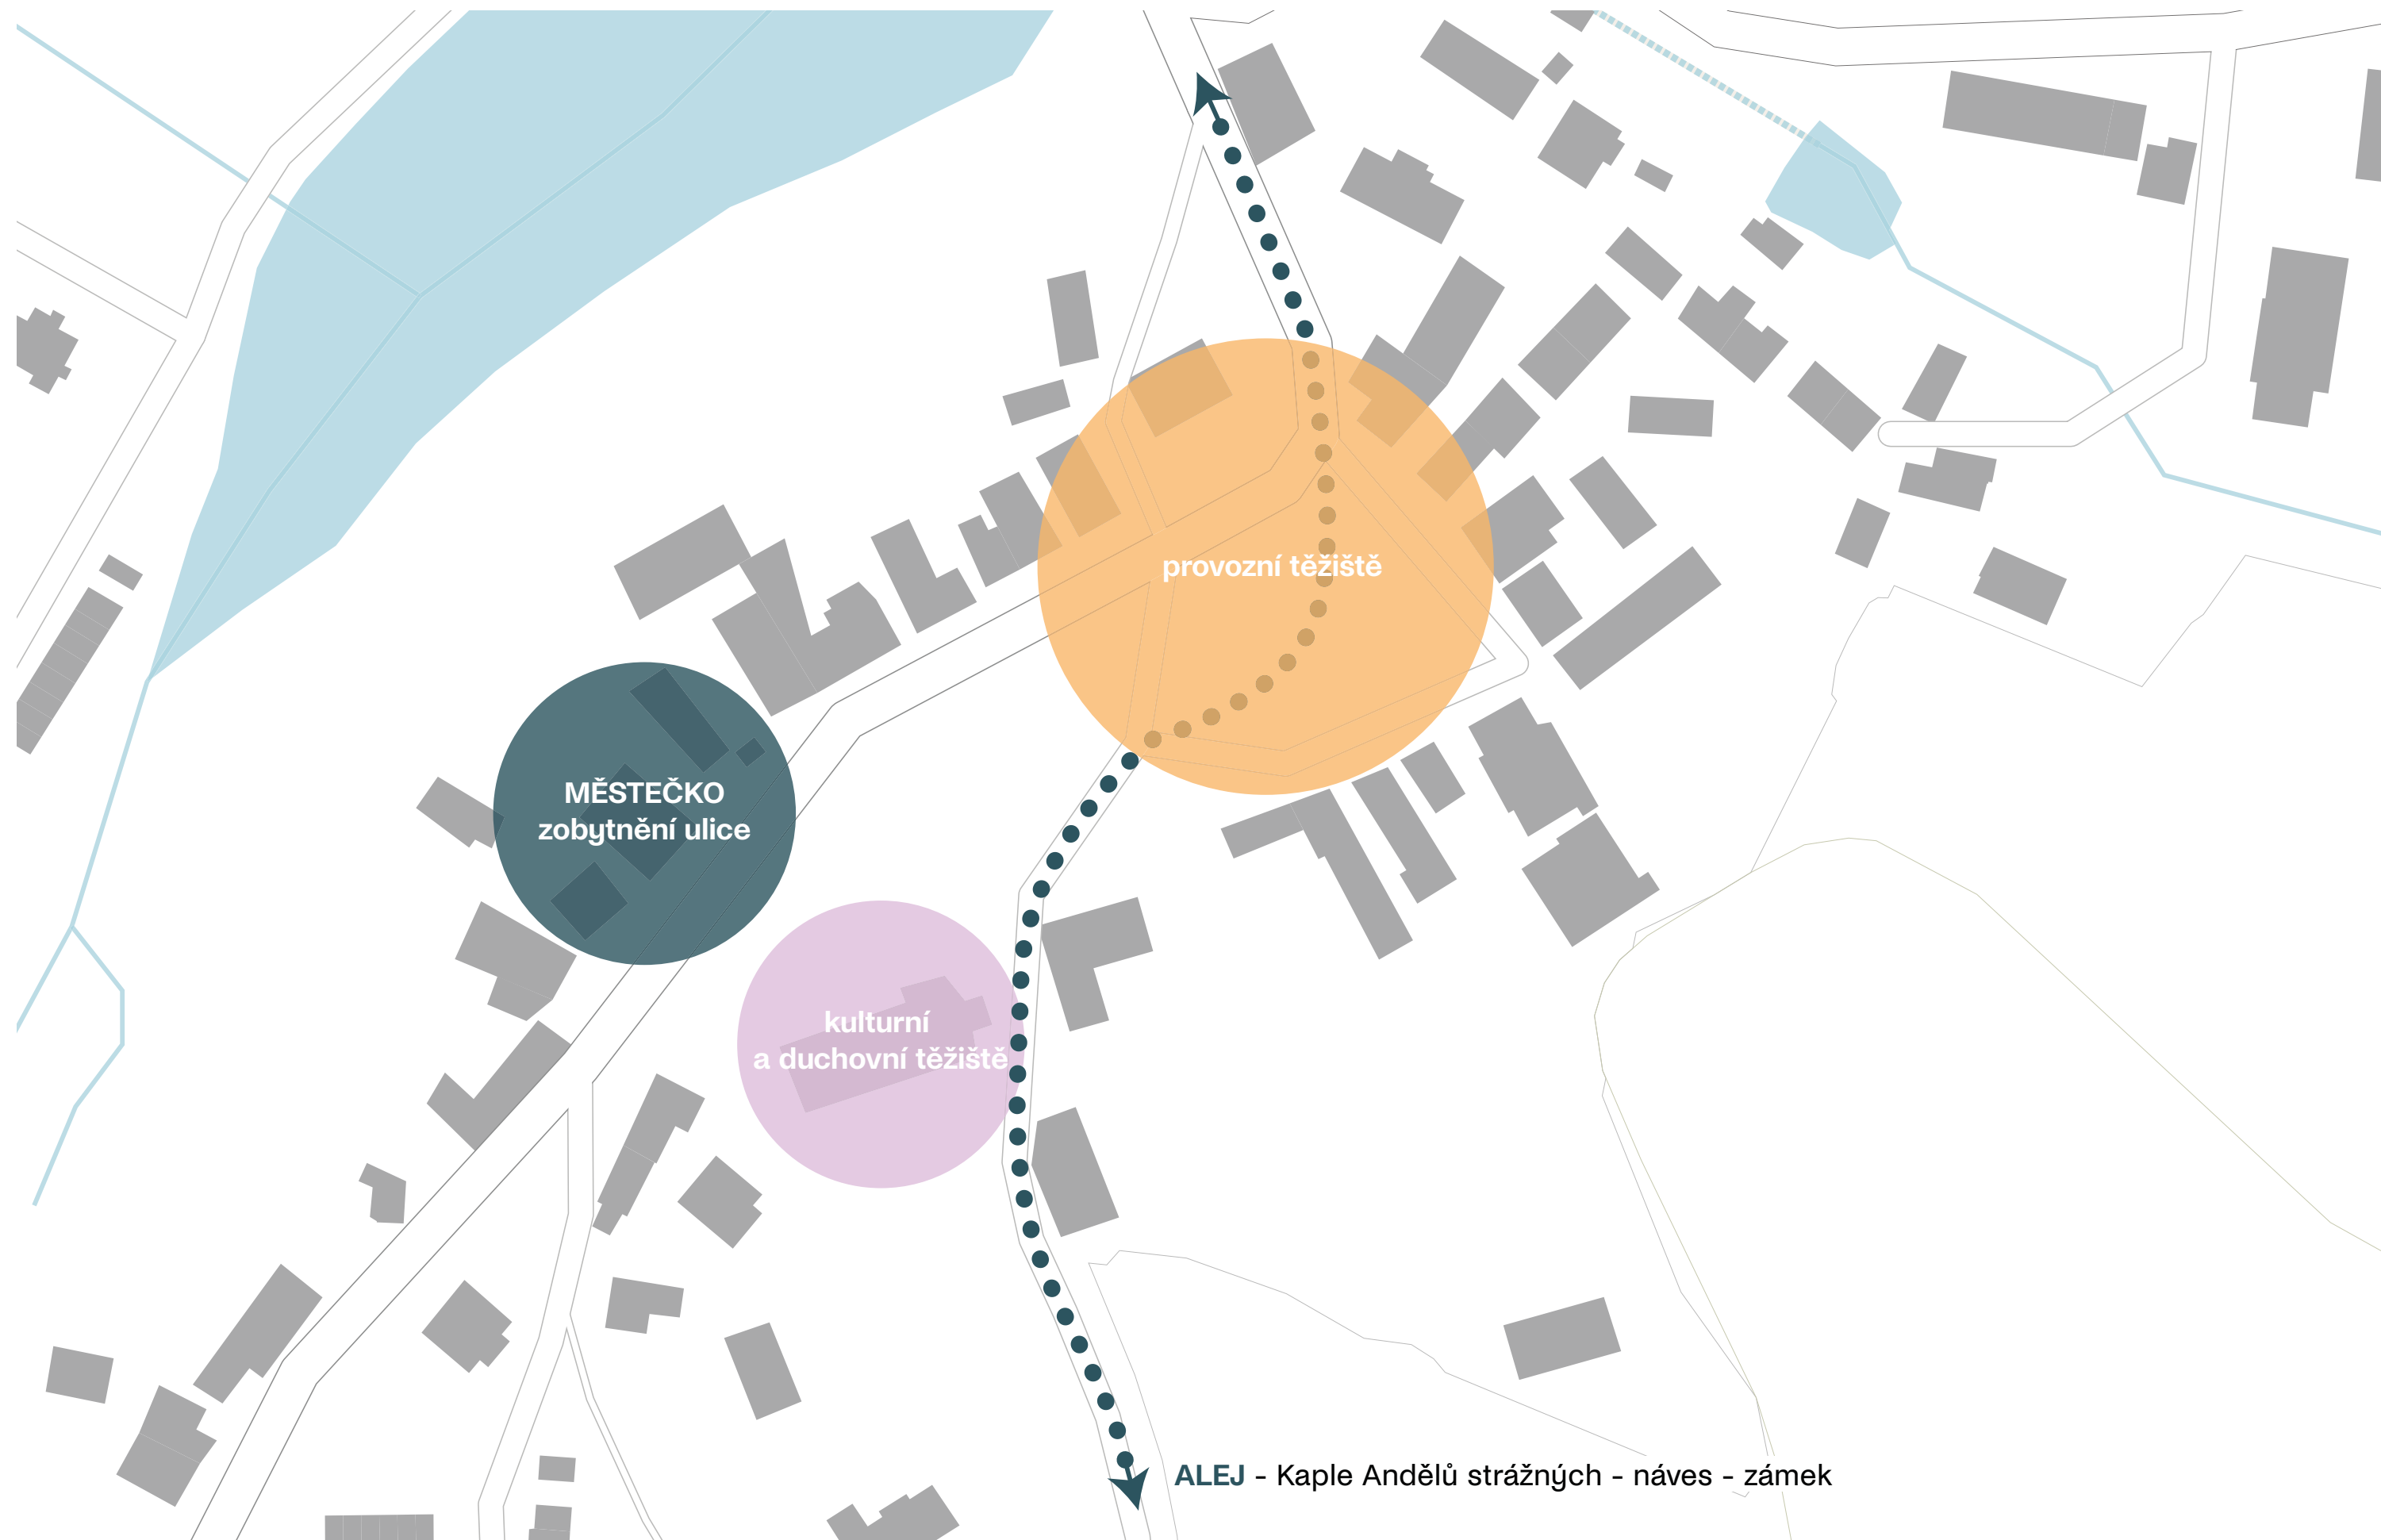 provozní těžiště
MĚSTEČKO
zobytnění ulice
kulturní
a duchovní těžiště
ALEJ - Kaple Andělů strážných - náves - zámek